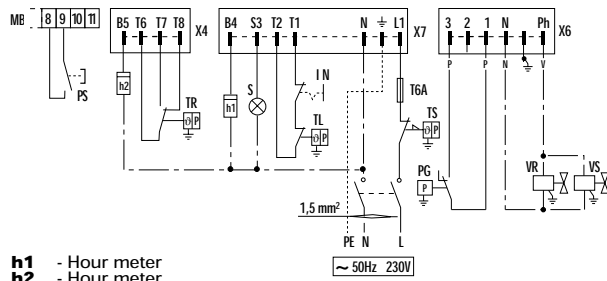 MB 8 9 10 11
B5 T6 T7 T8 X4
B4 S3 T2 T1 N L1 X7
3 2 1 N Ph X6
P P N V
h2
PS
TR
ϑ P
h1
S
I N
TL
ϑ P
T6A
TS
ϑ P
PG
P
VR VS
1,5 mm²
PE N L
~ 50Hz 230V
h1 - Hour meter
h2 - Hour meter